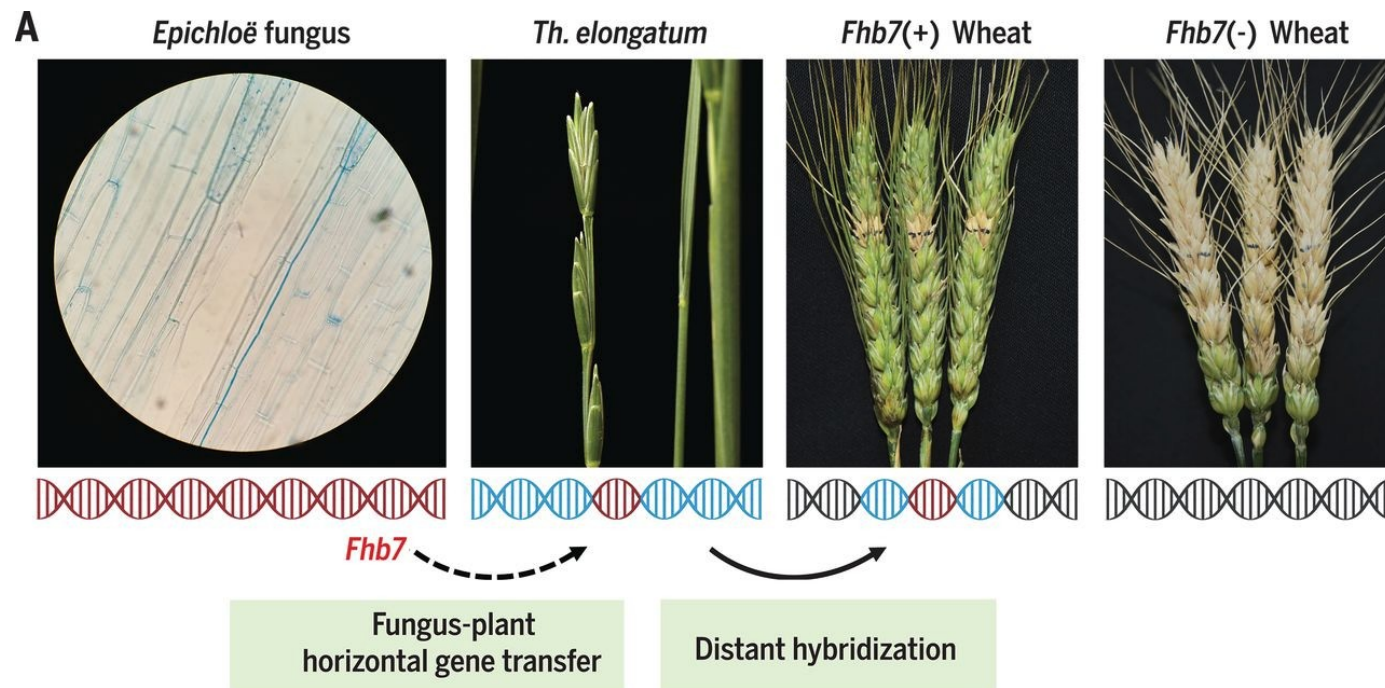 A
Epichloë fungus
Th. elongatum
Fhb7(+) Wheat
Fhb7(-) Wheat
Fhb7
Fungus-plant
horizontal gene transfer
Distant hybridization